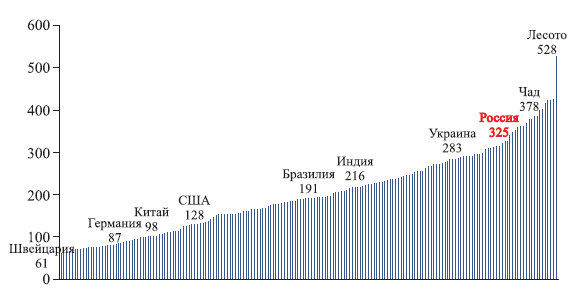 600
500
400
300
200
100
0
Швейцария
61
Германия
87
Китай
98
США
128
Бразилия
191
Индия
216
Украина
283
Россия
325
Чад
378
Лесото
528